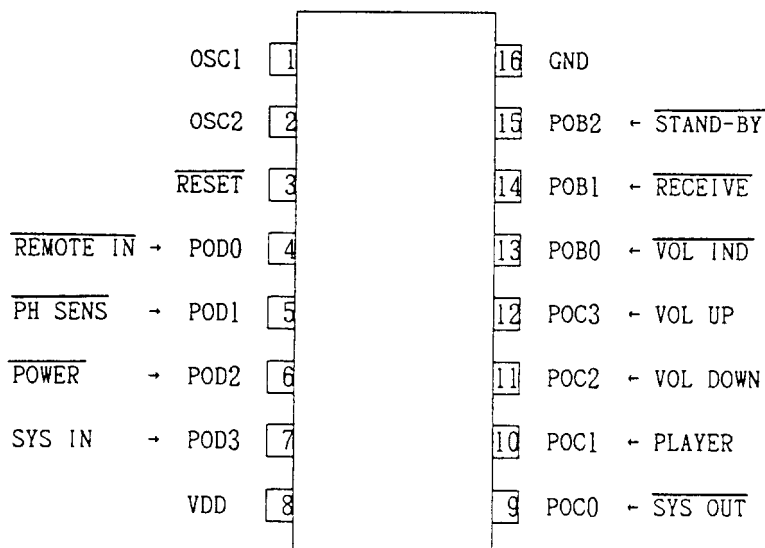 OSC1 1 16 GND
OSC2 2 15 POB2 ← STAND-BY
RESET 3 14 POB1 ← RECEIVE
REMOTE IN → POD0 4 13 POB0 ← VOL IND
PH SENS → POD1 5 12 POC3 ← VOL UP
POWER → POD2 6 11 POC2 ← VOL DOWN
SYS IN → POD3 7 10 POC1 ← PLAYER
VDD 8 9 POC0 ← SYS OUT